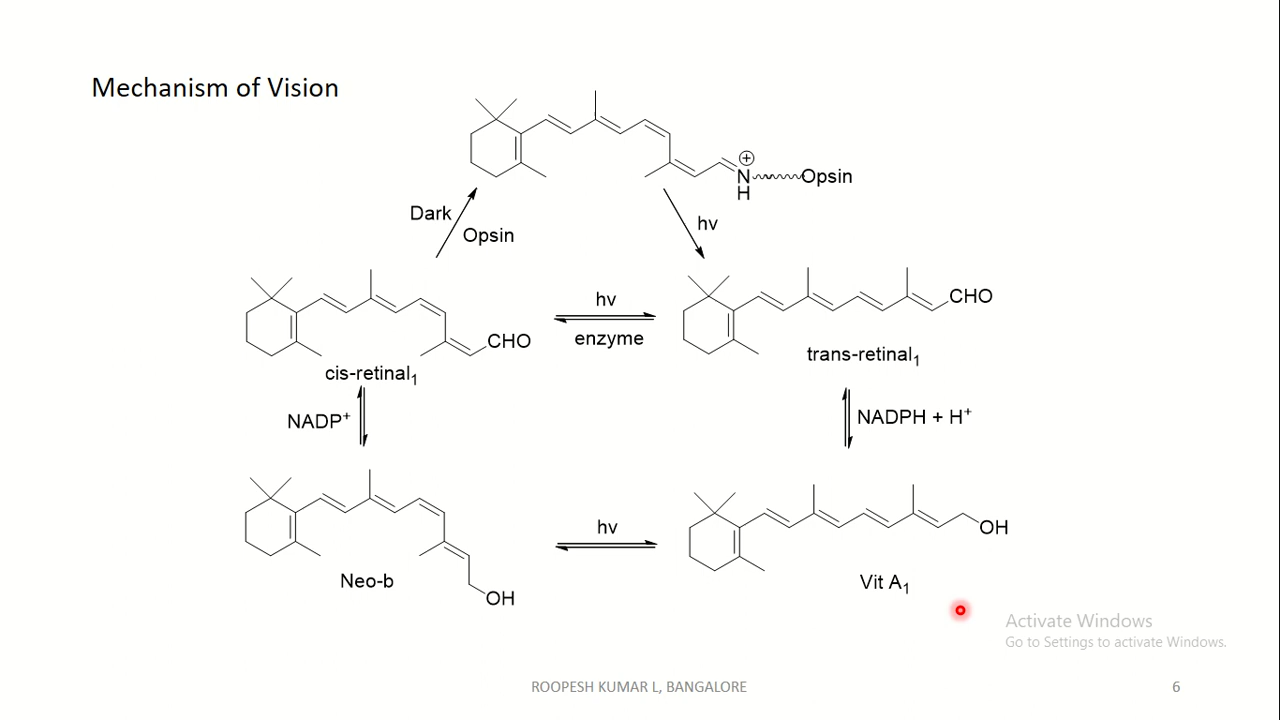 Mechanism of Vision
⊕
N
H
Opsin
Dark
Opsin
hv
CHO
cis-retinal₁
hv
enzyme
CHO
trans-retinal₁
NADP⁺
NADPH + H⁺
OH
Neo-b
hv
OH
Vit A₁
Activate Windows
Go to Settings to activate Windows.
ROOPESH KUMAR L, BANGALORE
6